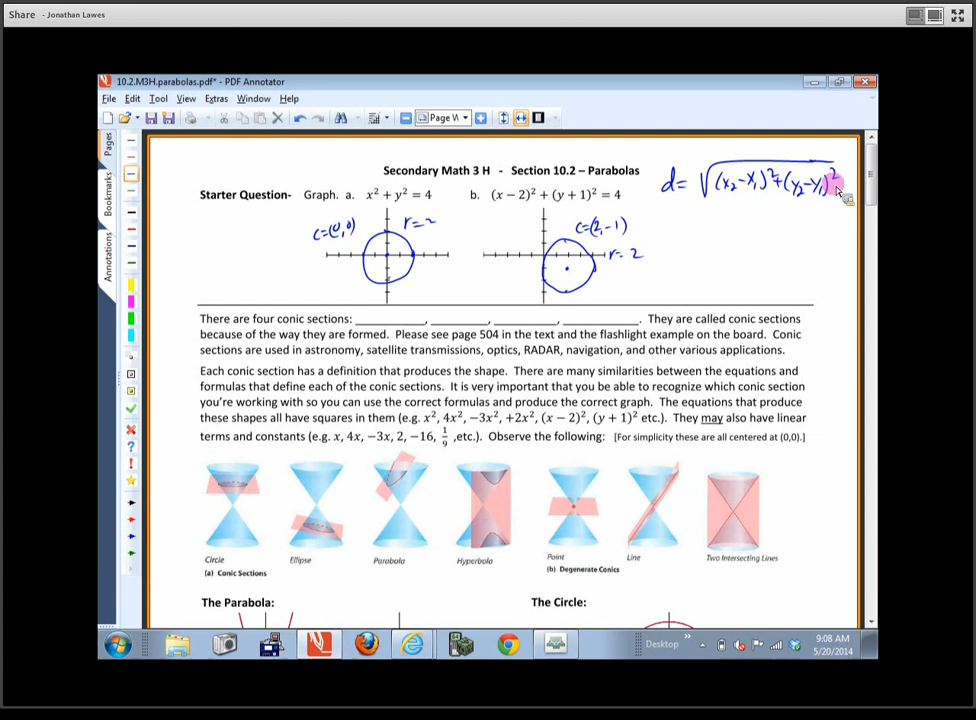 Share - Jonathan Lawes
10.2.M3H.parabolas.pdf* - PDF Annotator
File Edit Tool View Extras Window Help
Page W
Pages
Bookmarks
Annotations
Secondary Math 3 H - Section 10.2 – Parabolas
d= √(x₂-x₁)²+(y₂-y₁)²
Starter Question- Graph. a. x² + y² = 4 b. (x − 2)² + (y + 1)² = 4
c=(0,0) r=2 c=(2,-1)
r=2
There are four conic sections: __________, __________, ___________, ____________. They are called conic sections
because of the way they are formed. Please see page 504 in the text and the flashlight example on the board. Conic
sections are used in astronomy, satellite transmissions, optics, RADAR, navigation, and other various applications.
Each conic section has a definition that produces the shape. There are many similarities between the equations and
formulas that define each of the conic sections. It is very important that you be able to recognize which conic section
you're working with so you can use the correct formulas and produce the correct graph. The equations that produce
these shapes all have squares in them (e.g. x², 4x², −3x², +2x², (x − 2)², (y + 1)² etc.). They may also have linear
terms and constants (e.g. x, 4x, −3x, 2, −16, 1/9 ,etc.). Observe the following: [For simplicity these are all centered at (0,0).]
Circle Ellipse Parabola Hyperbola Point Line Two Intersecting Lines
(a) Conic Sections (b) Degenerate Conics
The Parabola: The Circle:
Desktop » 9:08 AM
5/20/2014